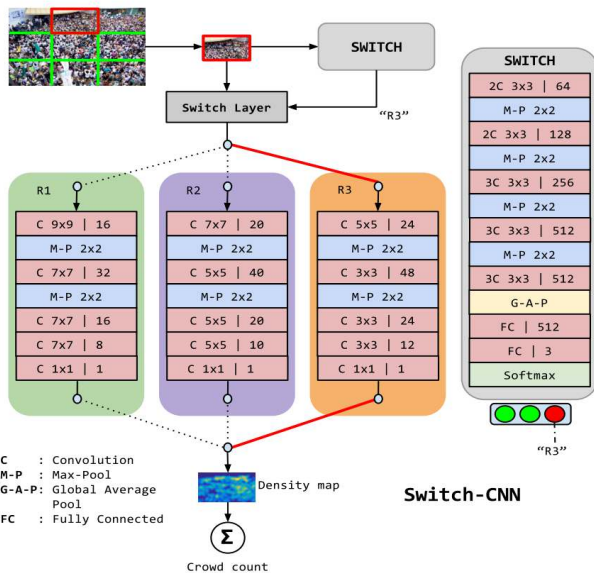 SWITCH
Switch Layer
“R3”
R1
C 9x9 | 16
M-P 2x2
C 7x7 | 32
M-P 2x2
C 7x7 | 16
C 7x7 | 8
C 1x1 | 1
R2
C 7x7 | 20
M-P 2x2
C 5x5 | 40
M-P 2x2
C 5x5 | 20
C 5x5 | 10
C 1x1 | 1
R3
C 5x5 | 24
M-P 2x2
C 3x3 | 48
M-P 2x2
C 3x3 | 24
C 3x3 | 12
C 1x1 | 1
SWITCH
2C 3x3 | 64
M-P 2x2
2C 3x3 | 128
M-P 2x2
3C 3x3 | 256
M-P 2x2
3C 3x3 | 512
M-P 2x2
3C 3x3 | 512
G-A-P
FC | 512
FC | 3
Softmax
“R3”
C : Convolution
M-P : Max-Pool
G-A-P: Global Average
Pool
FC : Fully Connected
Density map
Σ
Crowd count
Switch-CNN